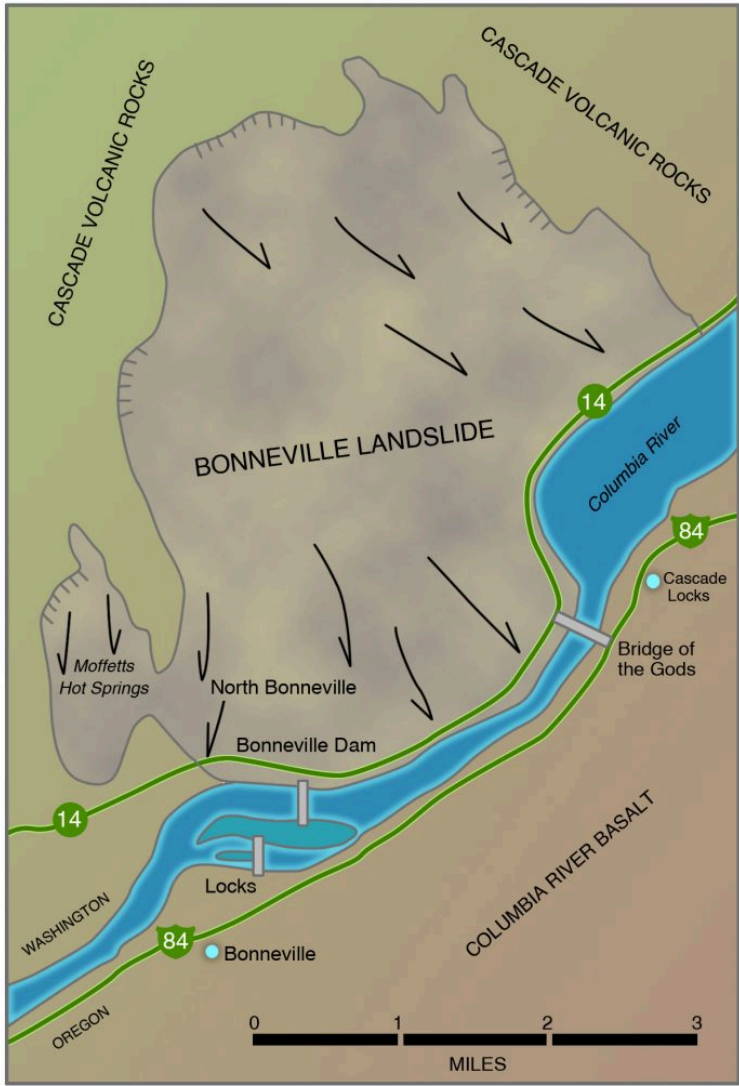 CASCADE VOLCANIC ROCKS
CASCADE VOLCANIC ROCKS
BONNEVILLE LANDSLIDE
14
Columbia River
84
Cascade
Locks
Bridge of
the Gods
Moffetts
Hot Springs
North Bonneville
Bonneville Dam
14
Locks
WASHINGTON
84
Bonneville
OREGON
COLUMBIA RIVER BASALT
0 1 2 3
MILES